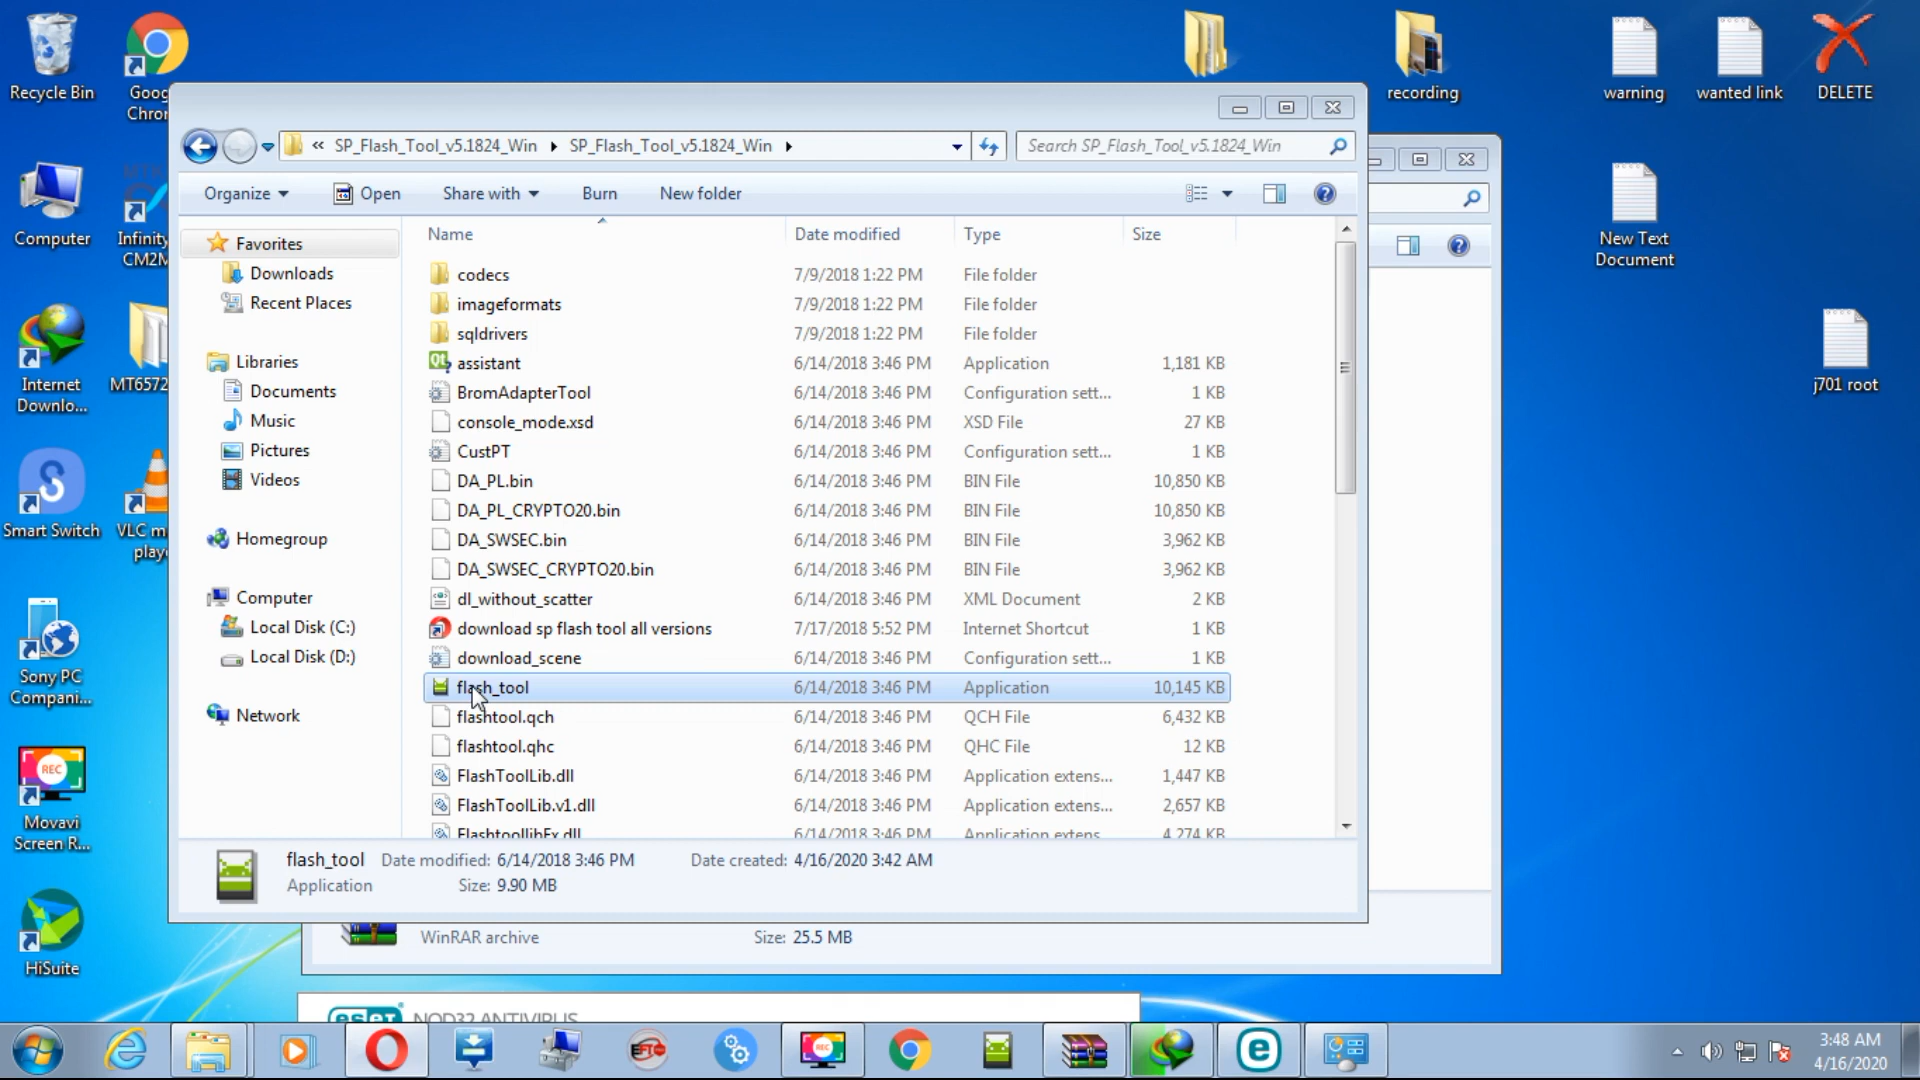 Recycle Bin
Goog
Chron
recording
warning
wanted link
DELETE
Computer
Infinity
CM2M
New Text
Document
Internet
Downlo...
MT6572
j701 root
Smart Switch
VLC m
playe
Sony PC
Compani...
Movavi
Screen R...
HiSuite
« SP_Flash_Tool_v5.1824_Win SP_Flash_Tool_v5.1824_Win
Search SP_Flash_Tool_v5.1824_Win
Organize Open Share with Burn New folder
Favorites
Downloads
Recent Places
Libraries
Documents
Music
Pictures
Videos
Homegroup
Computer
Local Disk (C:)
Local Disk (D:)
Network
Name Date modified Type Size
codecs 7/9/2018 1:22 PM File folder
imageformats 7/9/2018 1:22 PM File folder
sqldrivers 7/9/2018 1:22 PM File folder
assistant 6/14/2018 3:46 PM Application 1,181 KB
BromAdapterTool 6/14/2018 3:46 PM Configuration sett... 1 KB
console_mode.xsd 6/14/2018 3:46 PM XSD File 27 KB
CustPT 6/14/2018 3:46 PM Configuration sett... 1 KB
DA_PL.bin 6/14/2018 3:46 PM BIN File 10,850 KB
DA_PL_CRYPTO20.bin 6/14/2018 3:46 PM BIN File 10,850 KB
DA_SWSEC.bin 6/14/2018 3:46 PM BIN File 3,962 KB
DA_SWSEC_CRYPTO20.bin 6/14/2018 3:46 PM BIN File 3,962 KB
dl_without_scatter 6/14/2018 3:46 PM XML Document 2 KB
download sp flash tool all versions 7/17/2018 5:52 PM Internet Shortcut 1 KB
download_scene 6/14/2018 3:46 PM Configuration sett... 1 KB
flash_tool 6/14/2018 3:46 PM Application 10,145 KB
flashtool.qch 6/14/2018 3:46 PM QCH File 6,432 KB
flashtool.qhc 6/14/2018 3:46 PM QHC File 12 KB
FlashToolLib.dll 6/14/2018 3:46 PM Application extens... 1,447 KB
FlashToolLib.v1.dll 6/14/2018 3:46 PM Application extens... 2,657 KB
FlashtoollibEx.dll 6/14/2018 3:46 PM Application extens... 4,274 KB
flash_tool Date modified: 6/14/2018 3:46 PM Date created: 4/16/2020 3:42 AM
Application Size: 9.90 MB
WinRAR archive Size: 25.5 MB
eset NOD32 ANTIVIRUS
REC
EFT
3:48 AM
4/16/2020